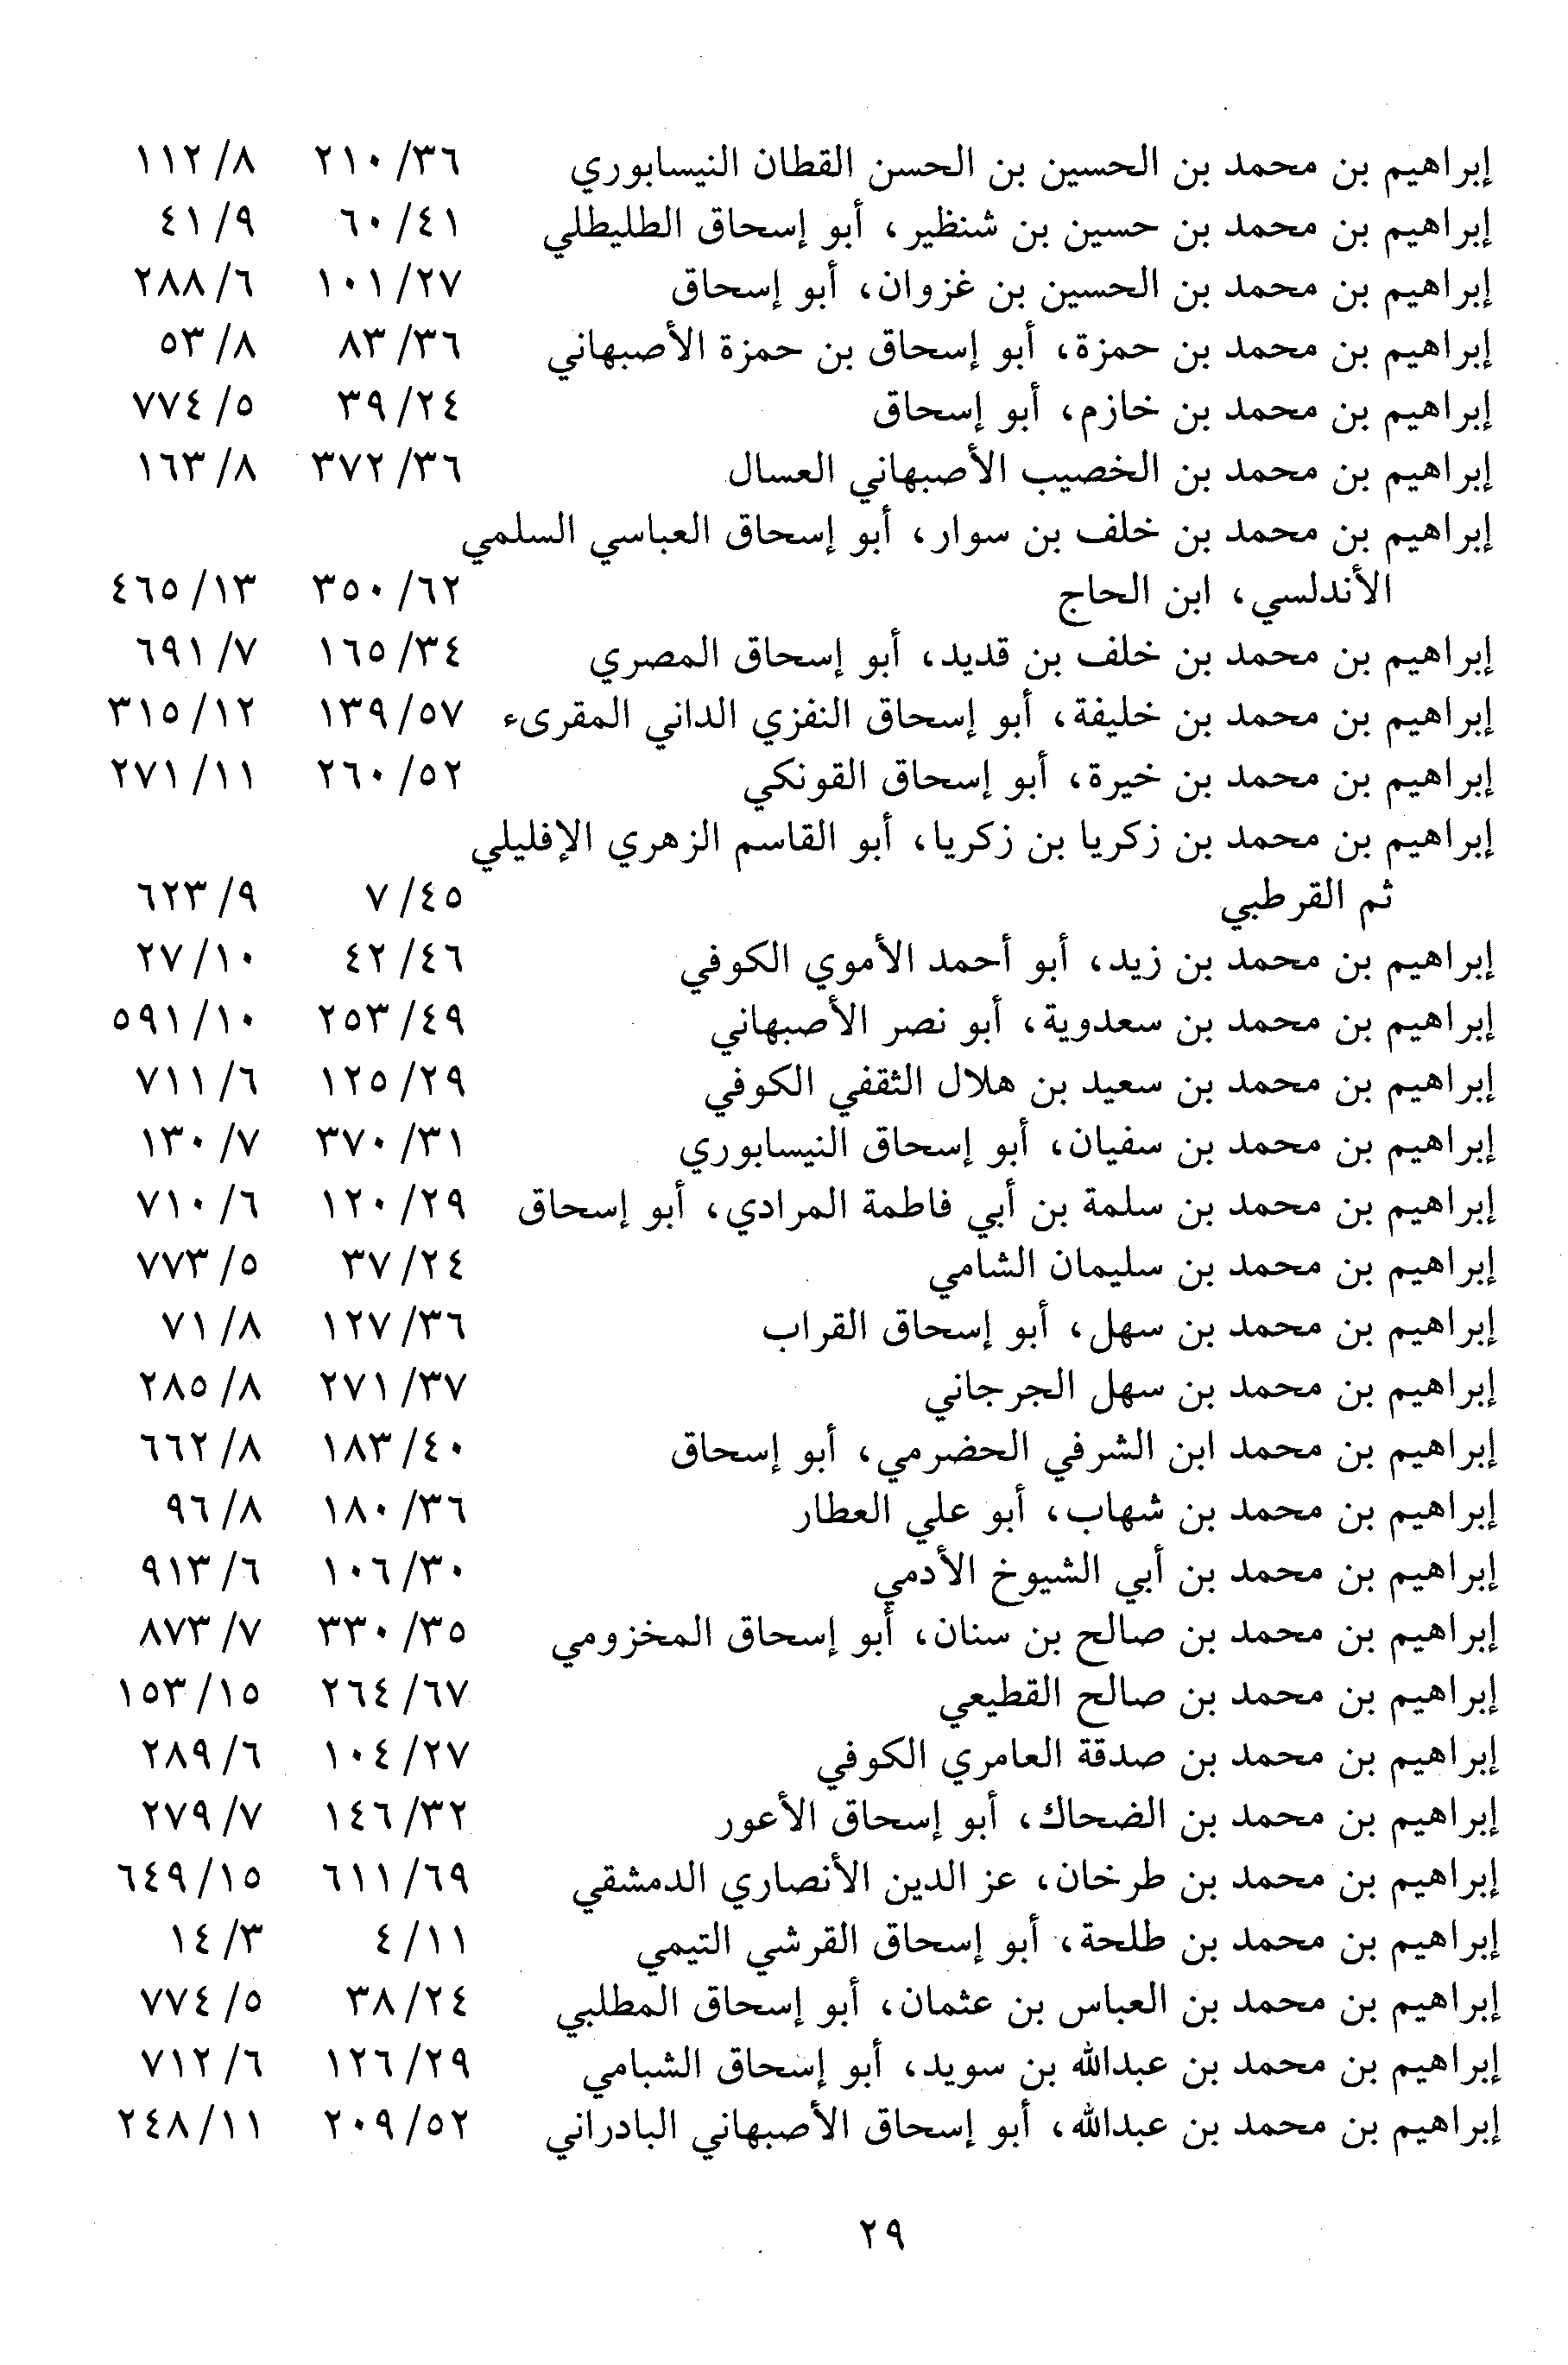 إبراهيم بن محمد بن الحسين بن الحسن القطان النيسابوري ٣٦/ ٢١٠ ٨/ ١١٢
إبراهيم بن محمد بن حسين بن شنظير، أبو إسحاق الطليطلي ٤١/ ٦٠ ٩/ ٤١
إبراهيم بن محمد بن الحسين بن غزوان، أبو إسحاق ٢٧/ ١٠١ ٦/ ٢٨٨
إبراهيم بن محمد بن حمزة، أبو إسحاق بن حمزة الأصبهاني ٣٦/ ٨٣ ٨/ ٥٣
إبراهيم بن محمد بن خازم، أبو إسحاق ٢٤/ ٣٩ ٥/ ٧٧٤
إبراهيم بن محمد بن الخصيب الأصبهاني العسال ٣٦/ ٣٧٢ ٨/ ١٦٣
إبراهيم بن محمد بن خلف بن سوار، أبو إسحاق العباسي السلمي
الأندلسي، ابن الحاج ٦٢/ ٣٥٠ ١٣/ ٤٦٥
إبراهيم بن محمد بن خلف بن قديد، أبو إسحاق المصري ٣٤/ ١٦٥ ٧/ ٦٩١
إبراهيم بن محمد بن خليفة، أبو إسحاق النفزي الداني المقرىء ٥٧/ ١٣٩ ١٢/ ٣١٥
إبراهيم بن محمد بن خيرة، أبو إسحاق القونكي ٥٢/ ٢٦٠ ١١/ ٢٧١
إبراهيم بن محمد بن زكريا بن زكريا، أبو القاسم الزهري الإفليلي
ثم القرطبي ٤٥/ ٧ ٩/ ٦٢٣
إبراهيم بن محمد بن زيد، أبو أحمد الأموي الكوفي ٤٦/ ٤٢ ١٠/ ٢٧
إبراهيم بن محمد بن سعدوية، أبو نصر الأصبهاني ٤٩/ ٢٥٣ ١٠/ ٥٩١
إبراهيم بن محمد بن سعيد بن هلال الثقفي الكوفي ٢٩/ ١٢٥ ٦/ ٧١١
إبراهيم بن محمد بن سفيان، أبو إسحاق النيسابوري ٣١/ ٣٧٠ ٧/ ١٣٠
إبراهيم بن محمد بن سلمة بن أبي فاطمة المرادي، أبو إسحاق ٢٩/ ١٢٠ ٦/ ٧١٠
إبراهيم بن محمد بن سليمان الشامي ٢٤/ ٣٧ ٥/ ٧٧٣
إبراهيم بن محمد بن سهل، أبو إسحاق القراب ٣٦/ ١٢٧ ٨/ ٧١
إبراهيم بن محمد بن سهل الجرجاني ٣٧/ ٢٧١ ٨/ ٢٨٥
إبراهيم بن محمد ابن الشرفي الحضرمي، أبو إسحاق ٤٠/ ١٨٣ ٨/ ٦٦٢
إبراهيم بن محمد بن شهاب، أبو علي العطار ٣٦/ ١٨٠ ٨/ ٩٦
إبراهيم بن محمد بن أبي الشيوخ الأدمي ٣٠/ ١٠٦ ٦/ ٩١٣
إبراهيم بن محمد بن صالح بن سنان، أبو إسحاق المخزومي ٣٥/ ٣٣٠ ٧/ ٨٧٣
إبراهيم بن محمد بن صالح القطيعي ٦٧/ ٢٦٤ ١٥/ ١٥٣
إبراهيم بن محمد بن صدقة العامري الكوفي ٢٧/ ١٠٤ ٦/ ٢٨٩
إبراهيم بن محمد بن الضحاك، أبو إسحاق الأعور ٣٢/ ١٤٦ ٧/ ٢٧٩
إبراهيم بن محمد بن طرخان، عز الدين الأنصاري الدمشقي ٦٩/ ٦١١ ١٥/ ٦٤٩
إبراهيم بن محمد بن طلحة، أبو إسحاق القرشي التيمي ١١/ ٤ ٣/ ١٤
إبراهيم بن محمد بن العباس بن عثمان، أبو إسحاق المطلبي ٢٤/ ٣٨ ٥/ ٧٧٤
إبراهيم بن محمد بن عبدالله بن سويد، أبو إسحاق الشبامي ٢٩/ ١٢٦ ٦/ ٧١٢
إبراهيم بن محمد بن عبدالله، أبو إسحاق الأصبهاني البادراني ٥٢/ ٢٠٩ ١١/ ٢٤٨
٢٩